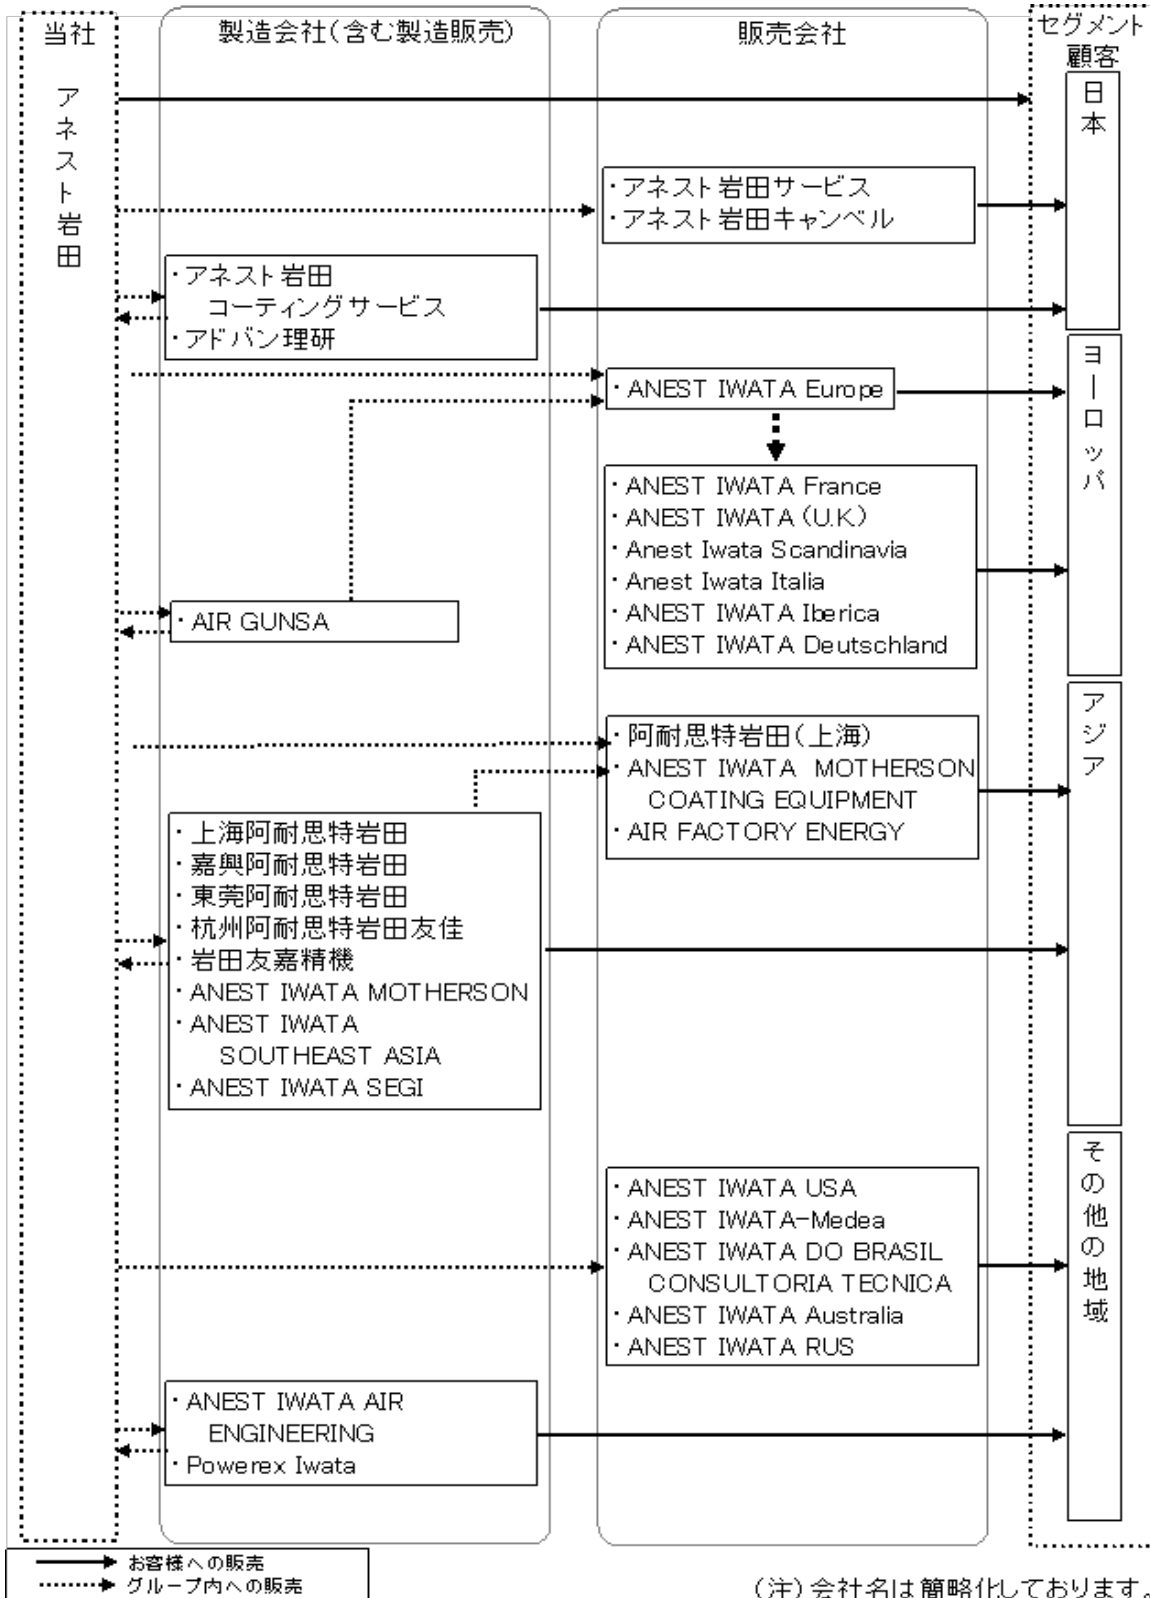 当社
製造会社(含む製造販売)
販売会社
セグメント
顧客
アネスト岩田
日本
・アネスト岩田サービス
・アネスト岩田キャンベル
・アネスト岩田
コーティングサービス
・アドバン理研
ヨーロッパ
・ANEST IWATA Europe
・ANEST IWATA France
・ANEST IWATA (U.K.)
・Anest Iwata Scandinavia
・Anest Iwata Italia
・ANEST IWATA Iberica
・ANEST IWATA Deutschland
・AIR GUNSA
アジア
・阿耐思特岩田(上海)
・ANEST IWATA MOTHERSON
COATING EQUIPMENT
・AIR FACTORY ENERGY
・上海阿耐思特岩田
・嘉興阿耐思特岩田
・東莞阿耐思特岩田
・杭州阿耐思特岩田友佳
・岩田友嘉精機
・ANEST IWATA MOTHERSON
・ANEST IWATA
SOUTHEAST ASIA
・ANEST IWATA SEGI
その他の地域
・ANEST IWATA USA
・ANEST IWATA-Medea
・ANEST IWATA DO BRASIL
CONSULTORIA TECNICA
・ANEST IWATA Australia
・ANEST IWATA RUS
・ANEST IWATA AIR
ENGINEERING
・Powerex Iwata
お客様への販売
グループ内への販売
(注)会社名は簡略化しております。